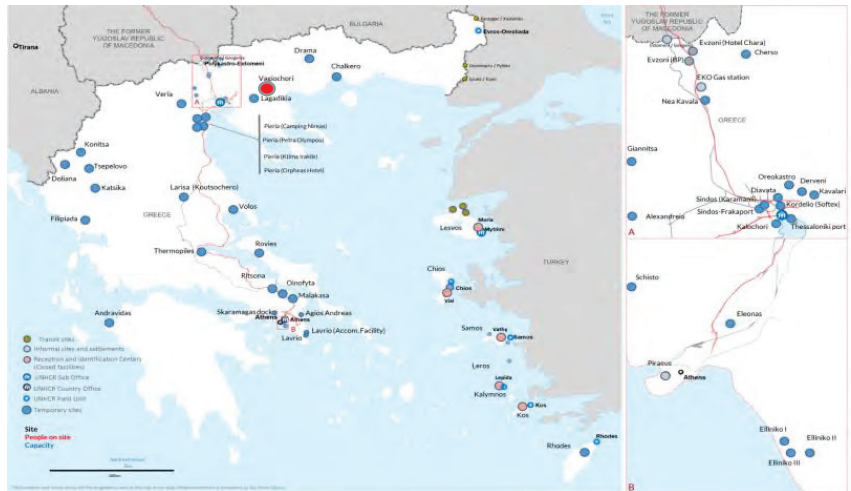 BULGARIA
THE FORMER
YUGOSLAV REPUBLIC
OF MACEDONIA
Tirana
ALBANIA
Evros-Orestiada
Polykastro-Eidomeni
Drama
Chalkero
Vagiochori
Veria
A
Lagadikia
Pieria (Camping Nireas)
Pieria (Petra Olympou)
Pieria (Ktima Iraklis)
Pieria (Orpheas Hotel)
Konitsa
Doliana
Tsepelovo
Katsika
Filipiada
Larisa (Koutsochero)
GREECE
Volos
Thermopiles
Rovies
Ritsona
Oinofyta
Malakasa
Skaramagas dock
Agios Andreas
Athens
Athens
B
Lavrio
Lavrio (Accom. Facility)
Andravidas
Lesvos
Moria
Mytilini
Chios
Chios
Vial
TURKEY
Samos
Vathy
Samos
Leros
Lepida
Kalymnos
Kos
Kos
Rhodes
Rhodes
Transit sites
Informal sites and settlements
Reception and Identification Centers
(Closed facilities)
UNHCR Sub Office
UNHCR Country Office
UNHCR Field Unit
Temporary sites
Site
People on site
Capacity
THE FORMER
YUGOSLAV REPUBLIC
OF MACEDONIA
Evzoni (Hotel Chara)
Cherso
Evzoni (BP)
EKO Gas station
Nea Kavala
GREECE
Giannitsa
Oreokastro
Derveni
Diavata
Kavalari
Sindos (Karamanli)
Kordelio (Softex)
Sindos-Frakaport
Alexandreia
Kalochori
Thessaloniki port
A
Schisto
Eleonas
Piraeus
Athens
Elliniko I
Elliniko II
Elliniko III
B